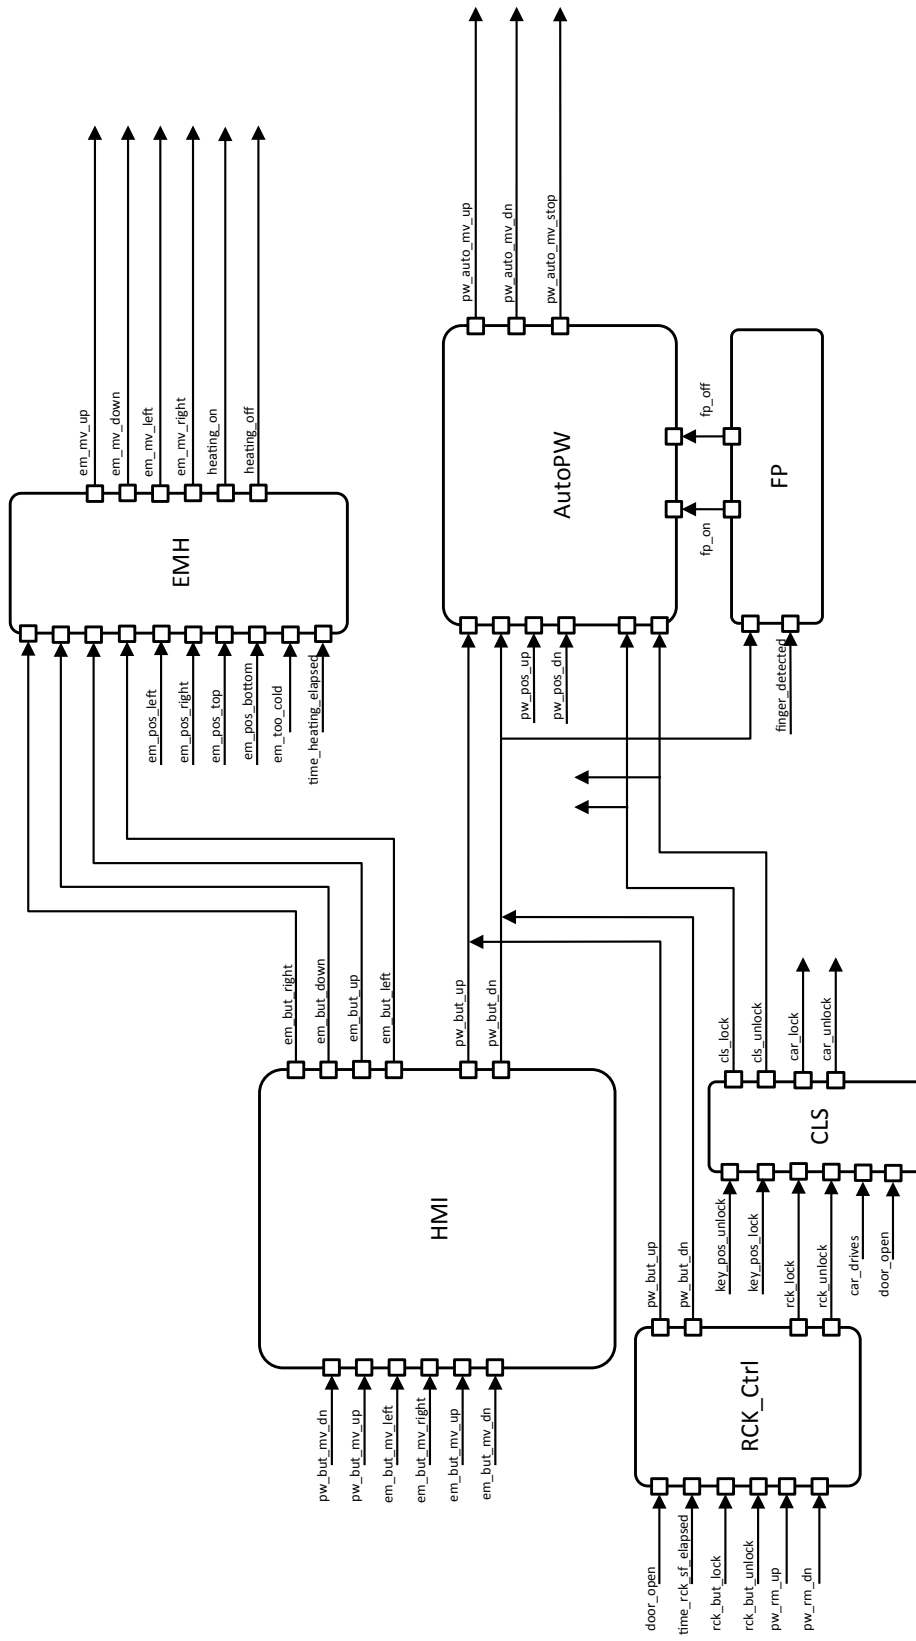 em_mv_up
em_mv_down
em_mv_left
em_mv_right
heating_on
heating_off
EMH
em_pos_left
em_pos_right
em_pos_top
em_pos_bottom
em_too_cold
time_heating_elapsed
pw_auto_mv_up
pw_auto_mv_dn
pw_auto_mv_stop
AutoPW
pw_pos_up
pw_pos_dn
fp_off
fp_on
FP
finger_detected
em_but_right
em_but_down
em_but_up
em_but_left
pw_but_up
pw_but_dn
HMI
pw_but_mv_dn
pw_but_mv_up
em_but_mv_left
em_but_mv_right
em_but_mv_up
em_but_mv_dn
cls_lock
cls_unlock
car_lock
car_unlock
CLS
key_pos_unlock
key_pos_lock
rck_lock
rck_unlock
car_drives
door_open
pw_but_up
pw_but_dn
RCK_Ctrl
door_open
time_rck_sf_elapsed
rck_but_lock
rck_but_unlock
pw_rm_up
pw_rm_dn